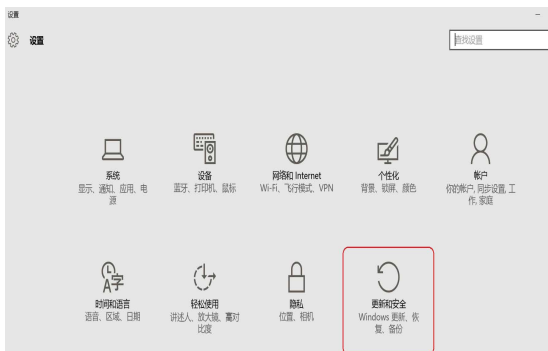 设置
设置
查找设置
系统
显示、通知、应用、电
源
设备
蓝牙、打印机、鼠标
网络和 Internet
Wi-Fi、飞行模式、VPN
个性化
背景、锁屏、颜色
帐户
你的帐户, 同步设置, 工
作, 家庭
时间和语言
语音、区域、日期
轻松使用
讲述人、放大镜、高对
比度
隐私
位置、相机
更新和安全
Windows 更新、恢
复、备份